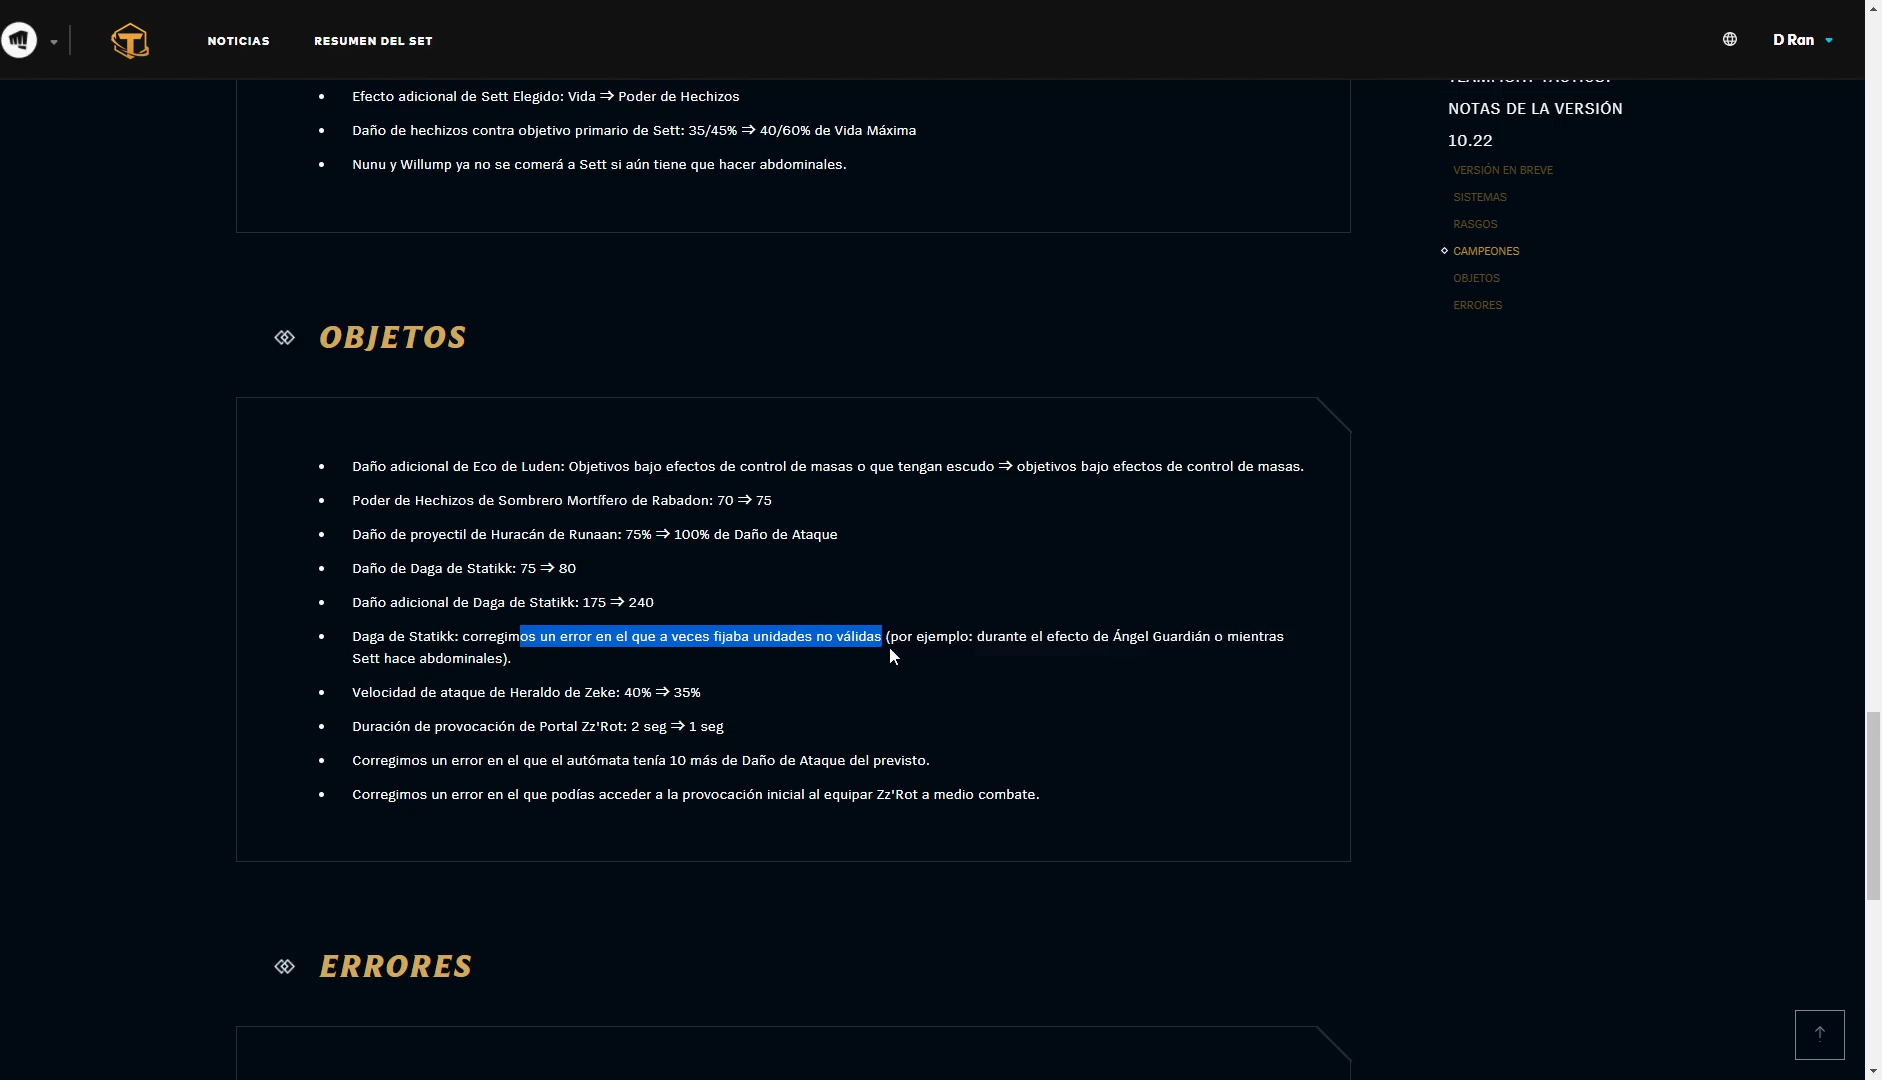 NOTICIAS
RESUMEN DEL SET
D Ran
Efecto adicional de Sett Elegido: Vida ⇒ Poder de Hechizos
Daño de hechizos contra objetivo primario de Sett: 35/45% ⇒ 40/60% de Vida Máxima
Nunu y Willump ya no se comerá a Sett si aún tiene que hacer abdominales.
OBJETOS
Daño adicional de Eco de Luden: Objetivos bajo efectos de control de masas o que tengan escudo ⇒ objetivos bajo efectos de control de masas.
Poder de Hechizos de Sombrero Mortífero de Rabadon: 70 ⇒ 75
Daño de proyectil de Huracán de Runaan: 75% ⇒ 100% de Daño de Ataque
Daño de Daga de Statikk: 75 ⇒ 80
Daño adicional de Daga de Statikk: 175 ⇒ 240
Daga de Statikk: corregimos un error en el que a veces fijaba unidades no válidas (por ejemplo: durante el efecto de Ángel Guardián o mientras
Sett hace abdominales).
Velocidad de ataque de Heraldo de Zeke: 40% ⇒ 35%
Duración de provocación de Portal Zz'Rot: 2 seg ⇒ 1 seg
Corregimos un error en el que el autómata tenía 10 más de Daño de Ataque del previsto.
Corregimos un error en el que podías acceder a la provocación inicial al equipar Zz'Rot a medio combate.
ERRORES
NOTAS DE LA VERSIÓN
10.22
VERSIÓN EN BREVE
SISTEMAS
RASGOS
CAMPEONES
OBJETOS
ERRORES